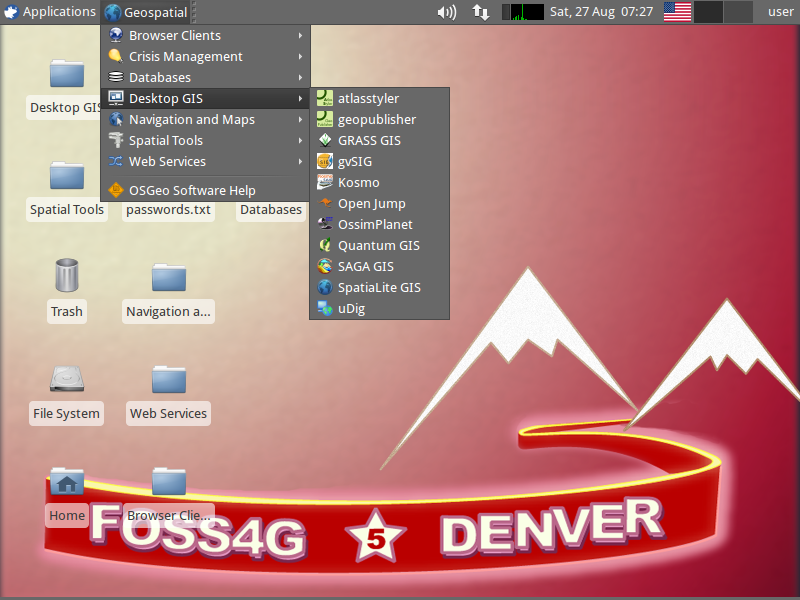 Applications
Geospatial
Sat, 27 Aug 07:27
user
Browser Clients
Crisis Management
Databases
Desktop GIS
Navigation and Maps
Spatial Tools
Web Services
OSGeo Software Help
atlasstyler
geopublisher
GRASS GIS
gvSIG
Kosmo
Open Jump
OssimPlanet
Quantum GIS
SAGA GIS
SpatiaLite GIS
uDig
Desktop GIS
Spatial Tools
passwords.txt
Databases
Trash
Navigation a...
File System
Web Services
Home
Browser Clie...
FOSS4G 5 DENVER